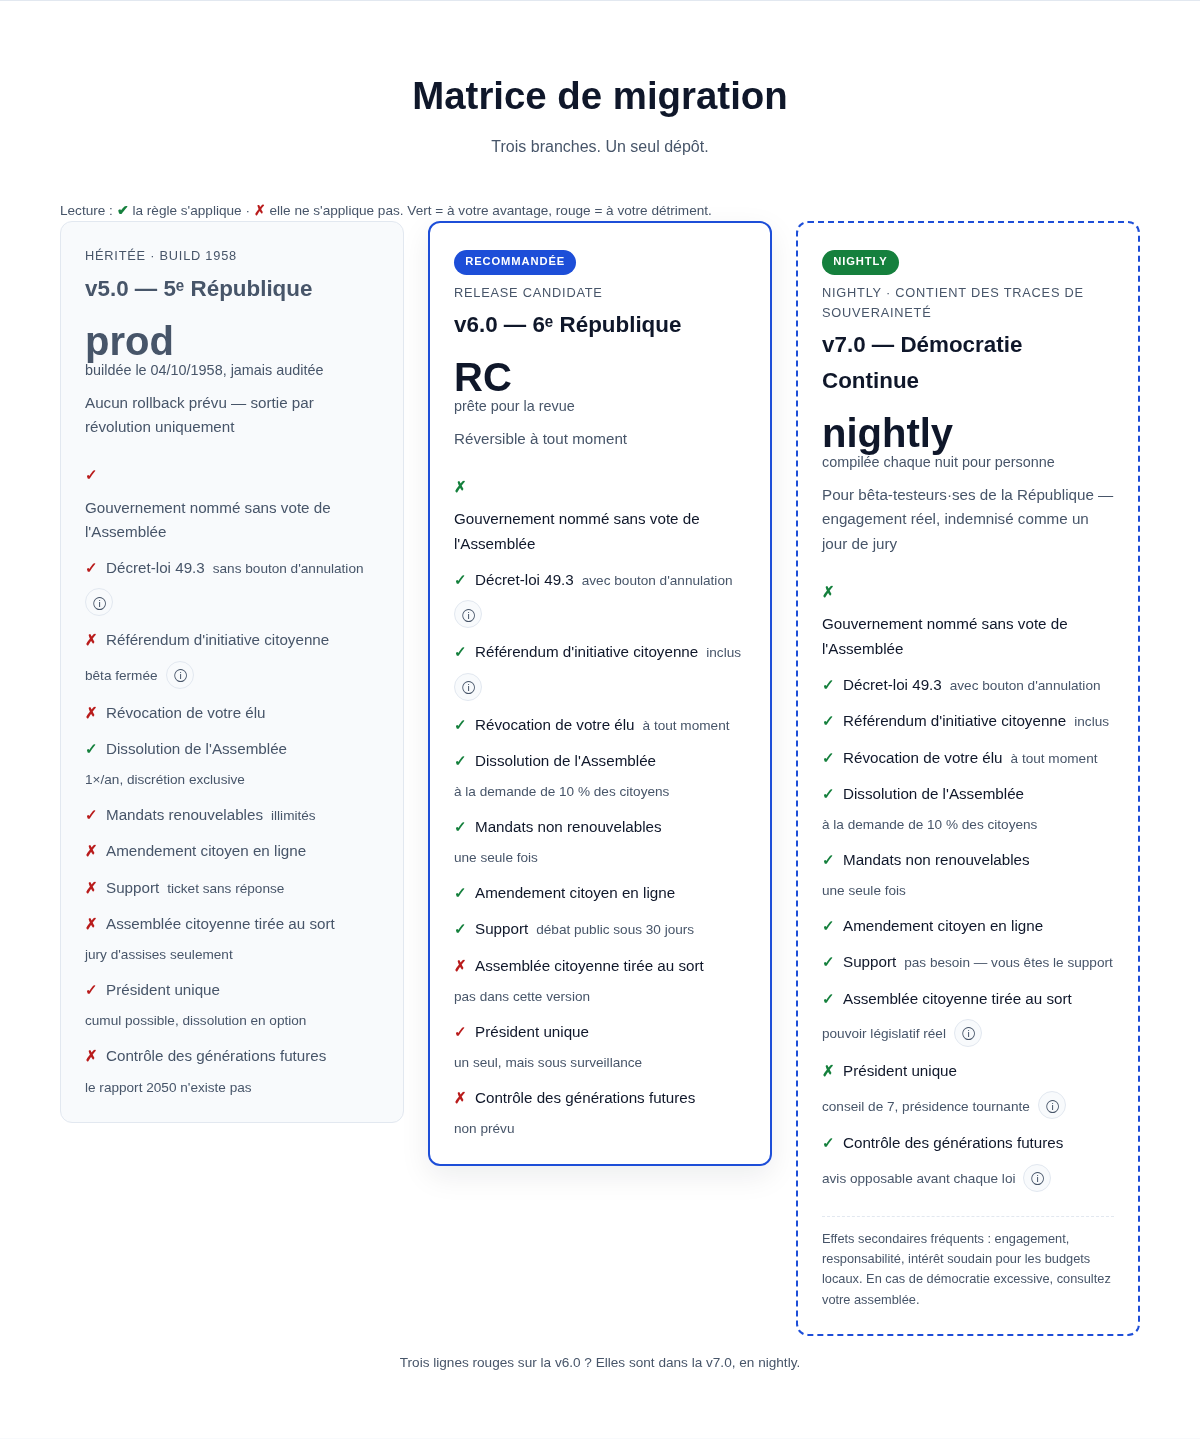 Matrice de migration
Trois branches. Un seul dépôt.
Lecture : ✔ la règle s'applique · ✗ elle ne s'applique pas. Vert = à votre avantage, rouge = à votre détriment.
HÉRITÉE · BUILD 1958
v5.0 — 5ᵉ République
prod
buildée le 04/10/1958, jamais auditée
Aucun rollback prévu — sortie par
révolution uniquement
✓
Gouvernement nommé sans vote de
l'Assemblée
✓ Décret-loi 49.3 sans bouton d'annulation
ⓘ
✗ Référendum d'initiative citoyenne
bêta fermée ⓘ
✗ Révocation de votre élu
✓ Dissolution de l'Assemblée
1×/an, discrétion exclusive
✓ Mandats renouvelables illimités
✗ Amendement citoyen en ligne
✗ Support ticket sans réponse
✗ Assemblée citoyenne tirée au sort
jury d'assises seulement
✓ Président unique
cumul possible, dissolution en option
✗ Contrôle des générations futures
le rapport 2050 n'existe pas
RECOMMANDÉE
RELEASE CANDIDATE
v6.0 — 6ᵉ République
RC
prête pour la revue
Réversible à tout moment
✗
Gouvernement nommé sans vote de
l'Assemblée
✓ Décret-loi 49.3 avec bouton d'annulation
ⓘ
✓ Référendum d'initiative citoyenne inclus
ⓘ
✓ Révocation de votre élu à tout moment
✓ Dissolution de l'Assemblée
à la demande de 10 % des citoyens
✓ Mandats non renouvelables
une seule fois
✓ Amendement citoyen en ligne
✓ Support débat public sous 30 jours
✗ Assemblée citoyenne tirée au sort
pas dans cette version
✓ Président unique
un seul, mais sous surveillance
✗ Contrôle des générations futures
non prévu
NIGHTLY
NIGHTLY · CONTIENT DES TRACES DE
SOUVERAINETÉ
v7.0 — Démocratie
Continue
nightly
compilée chaque nuit pour personne
Pour bêta-testeurs·ses de la République —
engagement réel, indemnisé comme un
jour de jury
✗
Gouvernement nommé sans vote de
l'Assemblée
✓ Décret-loi 49.3 avec bouton d'annulation
✓ Référendum d'initiative citoyenne inclus
✓ Révocation de votre élu à tout moment
✓ Dissolution de l'Assemblée
à la demande de 10 % des citoyens
✓ Mandats non renouvelables
une seule fois
✓ Amendement citoyen en ligne
✓ Support pas besoin — vous êtes le support
✓ Assemblée citoyenne tirée au sort
pouvoir législatif réel ⓘ
✗ Président unique
conseil de 7, présidence tournante ⓘ
✓ Contrôle des générations futures
avis opposable avant chaque loi ⓘ
Effets secondaires fréquents : engagement,
responsabilité, intérêt soudain pour les budgets
locaux. En cas de démocratie excessive, consultez
votre assemblée.
Trois lignes rouges sur la v6.0 ? Elles sont dans la v7.0, en nightly.